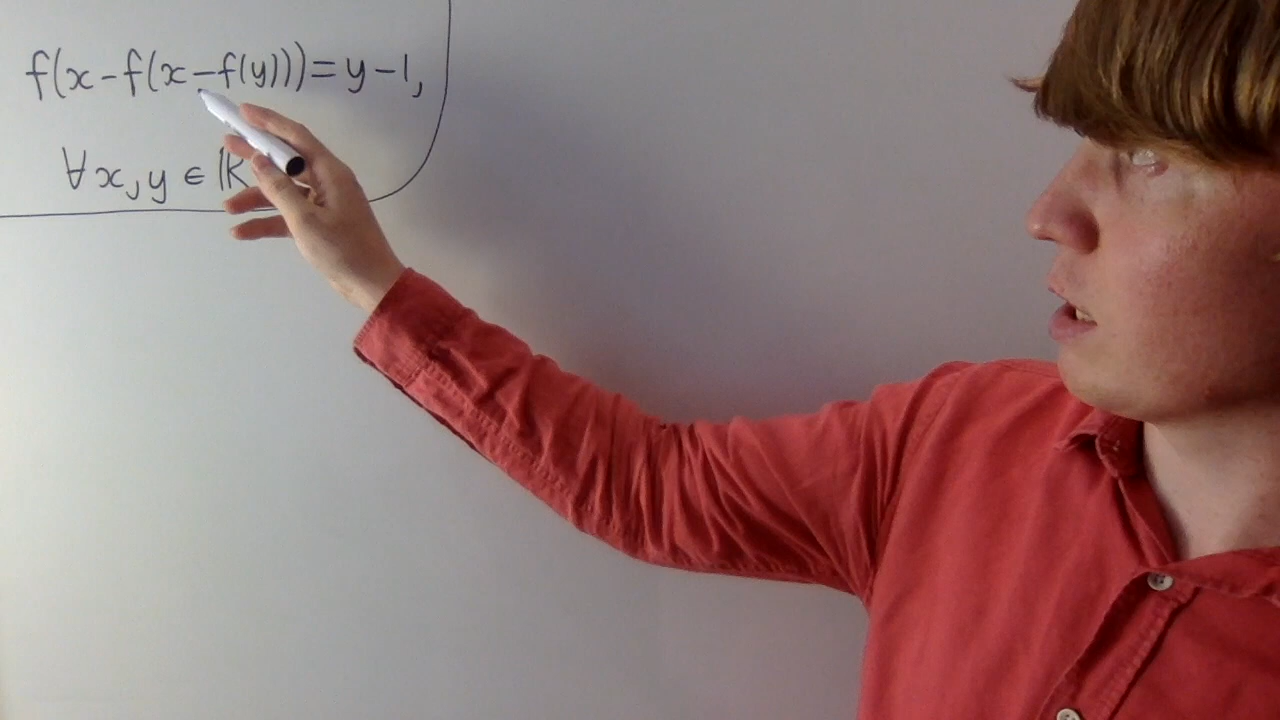 f(x-f(x-f(y)))=y-1,
∀x,y ∈ ℝ